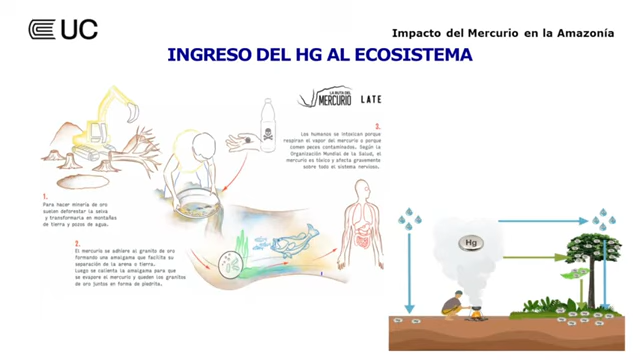 UC
Impacto del Mercurio en la Amazonía
INGRESO DEL HG AL ECOSISTEMA
LA RUTA DEL
MERCURIO
LATE
3.
Los humanos se intoxican porque
respiran el vapor del mercurio o porque
comen peces contaminados. Según la
Organización Mundial de la Salud, el
mercurio es tóxico y afecta gravemente
sobre todo el sistema nervioso.
1.
Para hacer minería de oro
suelen deforestar la selva
y transformarla en montañas
de tierra y pozos de agua.
2.
El mercurio se adhiere al granito de oro
formando una amalgama que facilita su
separación de la arena o tierra.
Luego se calienta la amalgama para que
se evapore el mercurio y queden los granitos
de oro juntos en forma de piedrita.
Hg